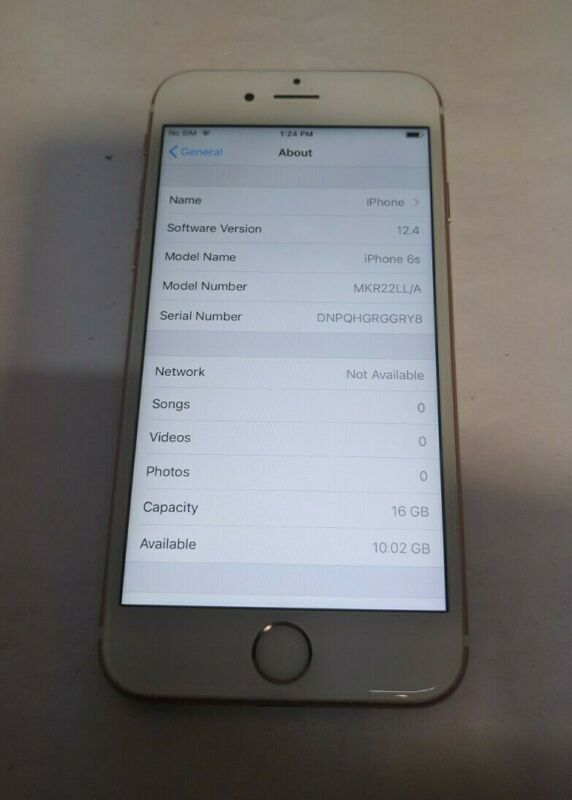 No SIM 1:24 PM
General About
Name iPhone
Software Version 12.4
Model Name iPhone 6s
Model Number MKR22LL/A
Serial Number DNPQHGRGGRY8
Network Not Available
Songs 0
Videos 0
Photos 0
Capacity 16 GB
Available 10.02 GB